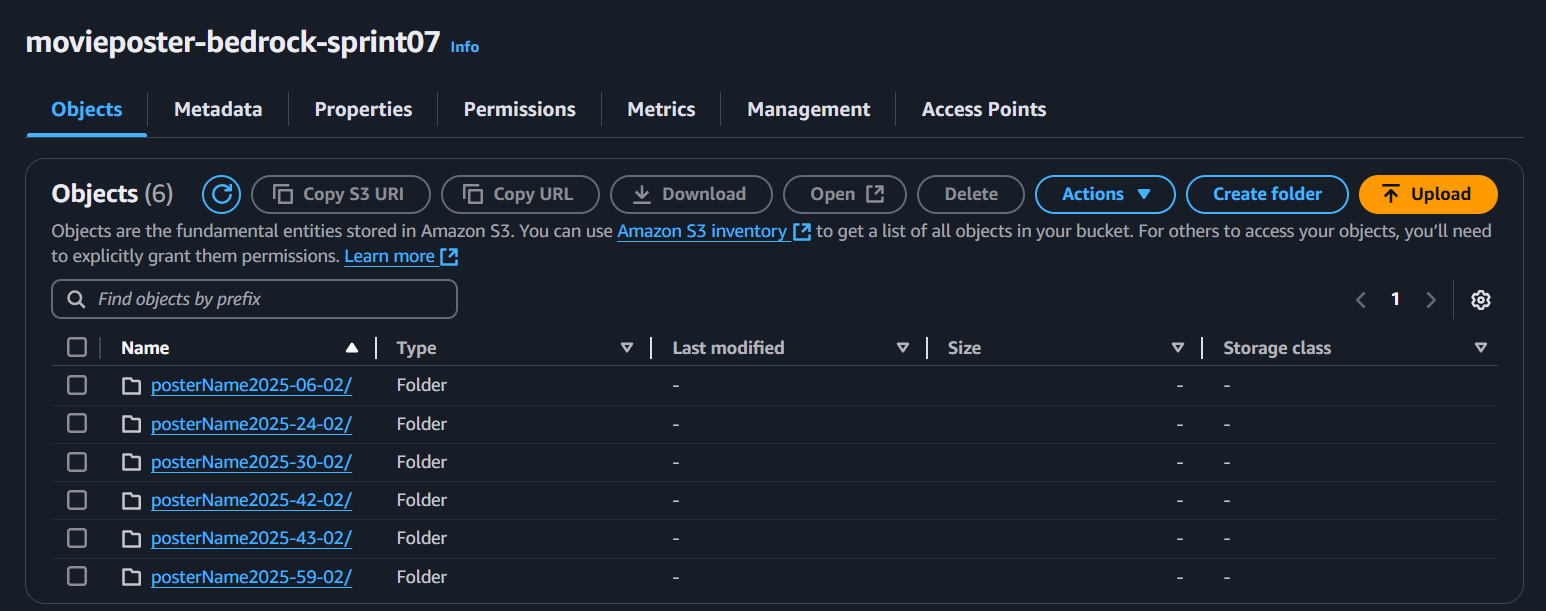 movieposter-bedrock-sprint07 Info
Objects Metadata Properties Permissions Metrics Management Access Points
Objects (6) Copy S3 URI Copy URL Download Open Delete Actions Create folder Upload
Objects are the fundamental entities stored in Amazon S3. You can use Amazon S3 inventory to get a list of all objects in your bucket. For others to access your objects, you’ll need
to explicitly grant them permissions. Learn more
Find objects by prefix 1
Name Type Last modified Size Storage class
posterName2025-06-02/ Folder - - -
posterName2025-24-02/ Folder - - -
posterName2025-30-02/ Folder - - -
posterName2025-42-02/ Folder - - -
posterName2025-43-02/ Folder - - -
posterName2025-59-02/ Folder - - -